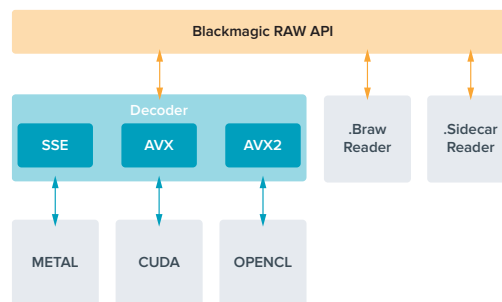 Blackmagic RAW API
Decoder
SSE
AVX
AVX2
.Braw
Reader
.Sidecar
Reader
METAL
CUDA
OPENCL